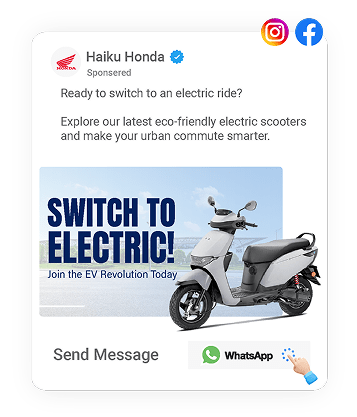 HONDA
Haiku Honda
Sponsered
Ready to switch to an electric ride?
Explore our latest eco-friendly electric scooters
and make your urban commute smarter.
SWITCH TO
ELECTRIC!
Join the EV Revolution Today
Send Message
WhatsApp